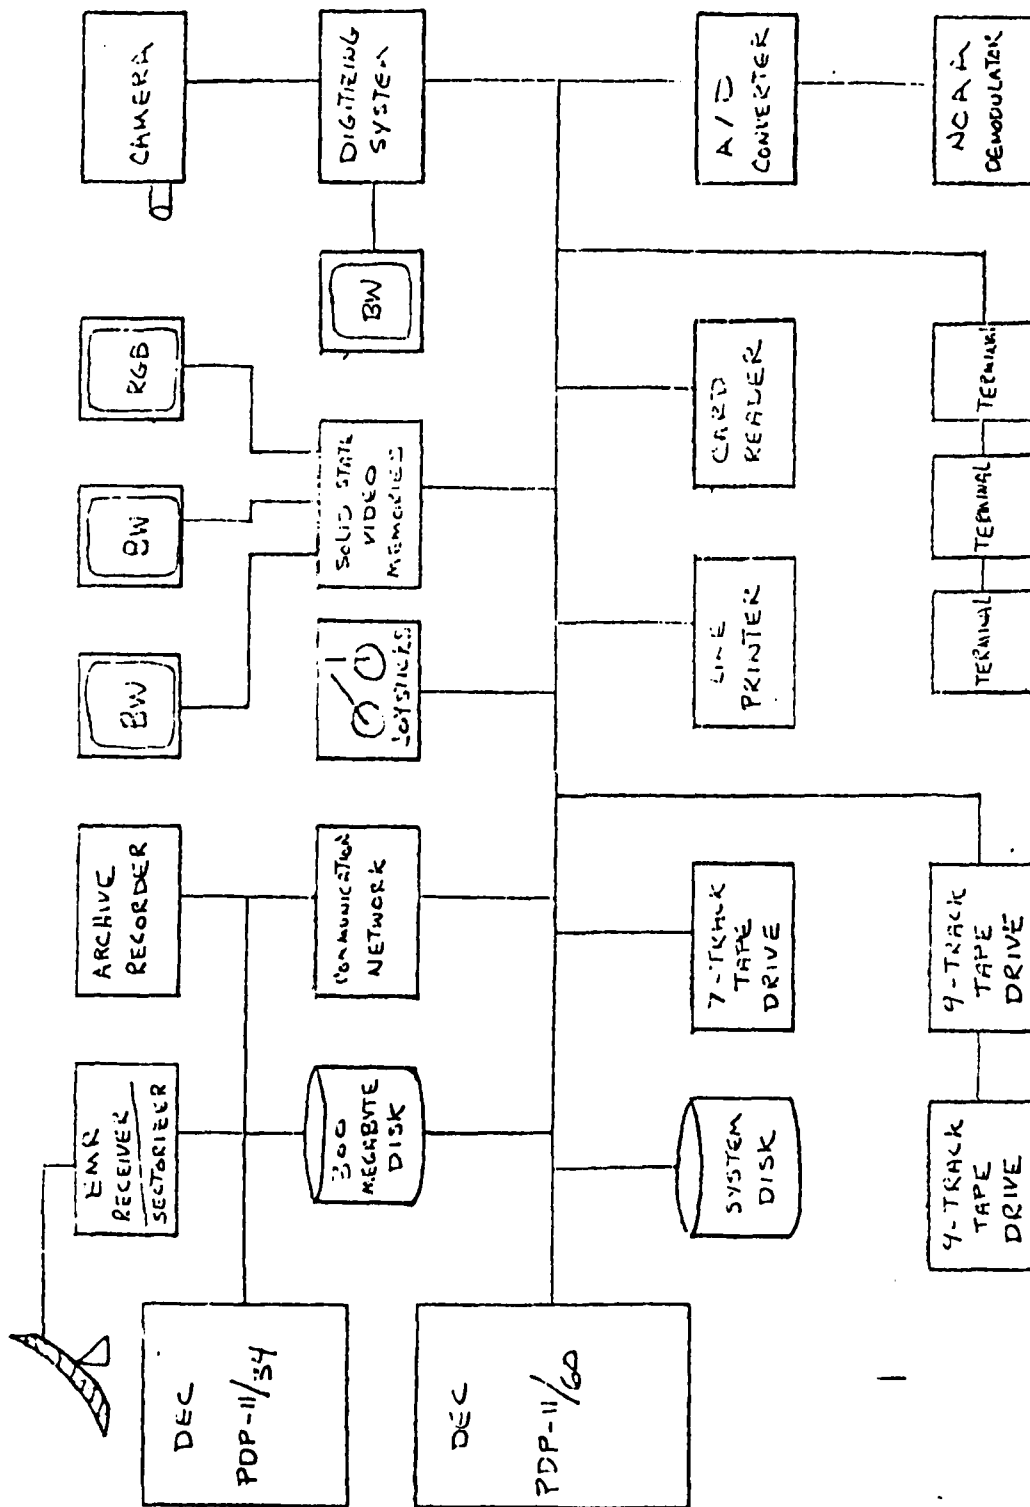 DEC
PDP-11/34
DEC
PDP-11/60
EMR
RECEIVER/
SECTORIZER
ARCHIVE
RECORDER
BW
BW
RGB
CAMERA
300
MEGABYTE
DISK
COMMUNICATION
NETWORK
JOYSTICKS
SOLID STATE
VIDEO
MEMORIES
BW
DIGITIZING
SYSTEM
SYSTEM
DISK
7-TRACK
TAPE
DRIVE
LINE
PRINTER
CARD
READER
A/D
CONVERTER
9-TRACK
TAPE
DRIVE
9-TRACK
TAPE
DRIVE
TERMINAL
TERMINAL
TERMINAL
DEMODULATOR